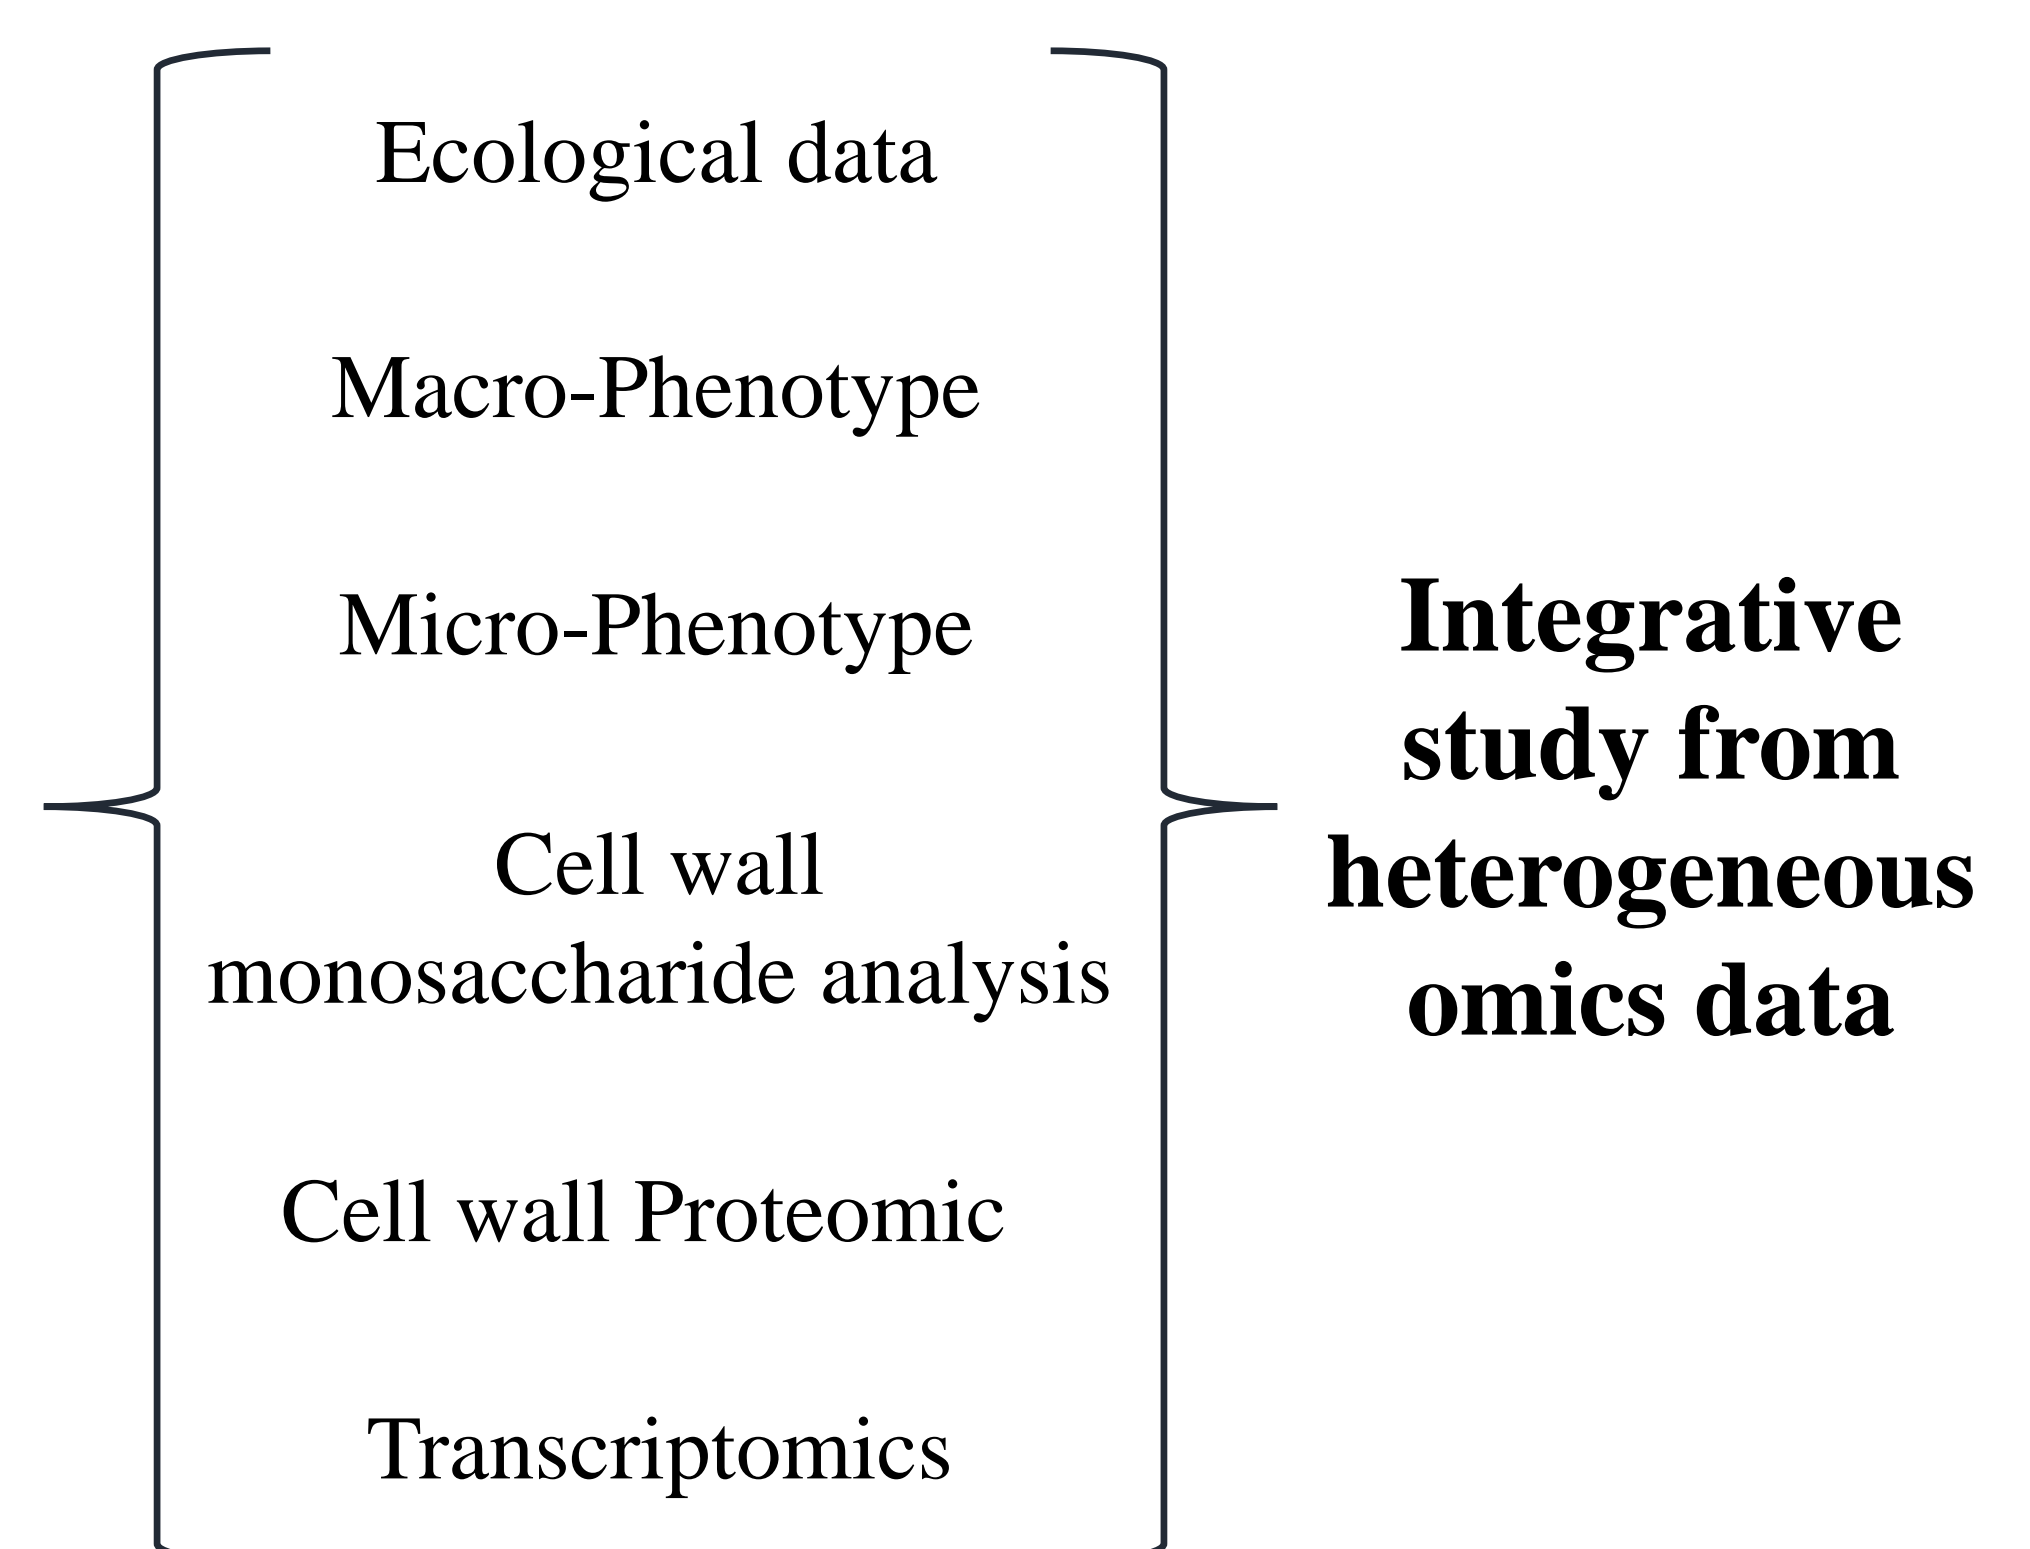 Ecological data
Macro-Phenotype
Micro-Phenotype
Cell wall
monosaccharide analysis
Cell wall Proteomic
Transcriptomics
Integrative
study from
heterogeneous
omics data